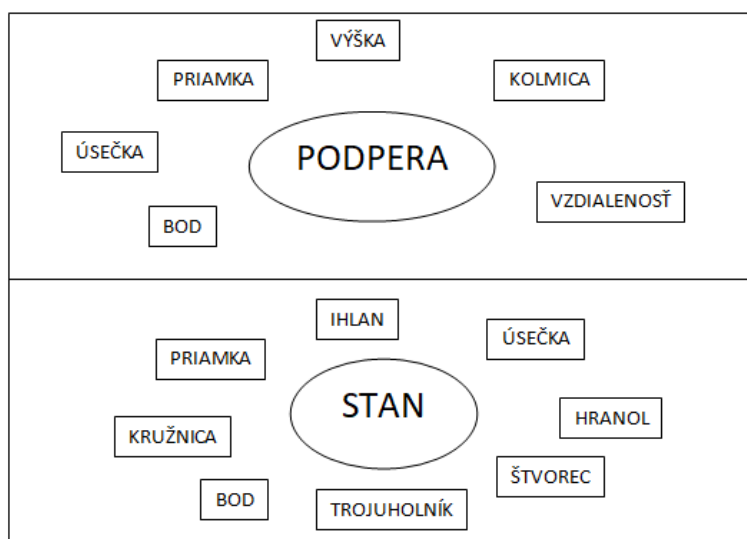 VÝŠKA
PRIAMKA
KOLMICA
PODPERA
ÚSEČKA
VZDIALENOSŤ
BOD
IHLAN
ÚSEČKA
PRIAMKA
STAN
HRANOL
KRUŽNICA
ŠTVOREC
BOD
TROJUHOLNÍK